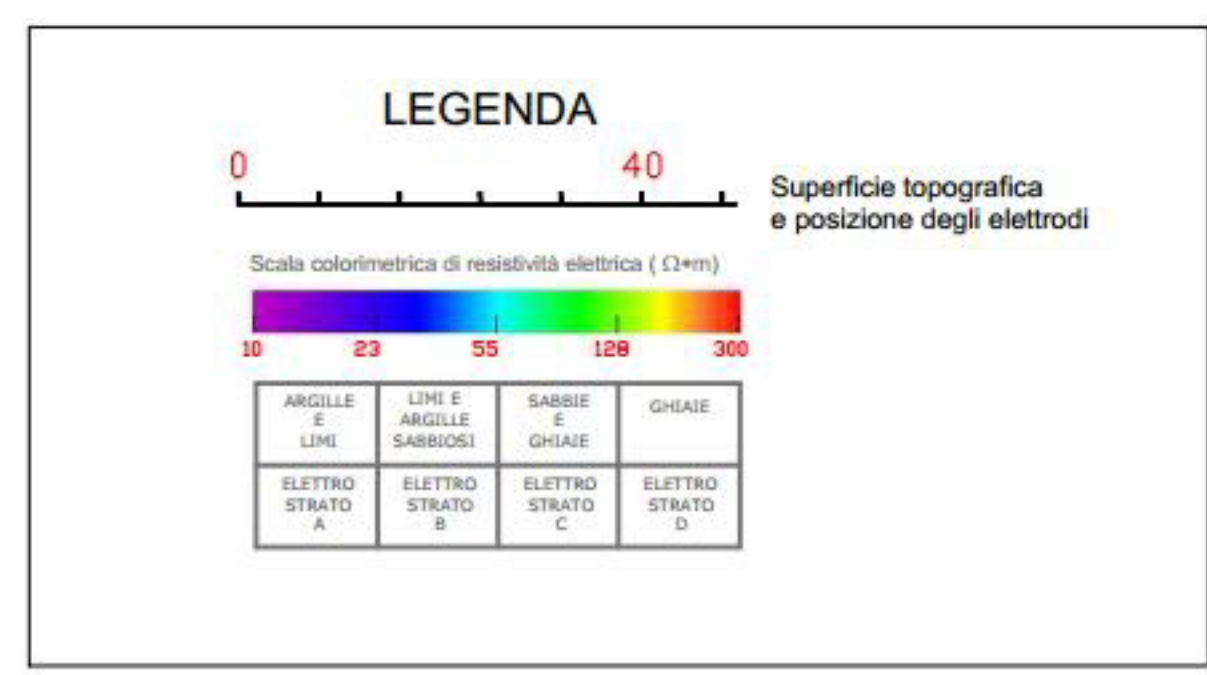 LEGENDA
0 40
Superficie topografica
e posizione degli elettrodi
Scala colorimetrica di resistività elettrica ( Ω*m)
10 23 55 128 300
ARGILLE
E
LIMI
LIMI E
ARGILLE
SABBIOSI
SABBIE
E
GHIAIE
GHIAIE
ELETTRO
STRATO
A
ELETTRO
STRATO
B
ELETTRO
STRATO
C
ELETTRO
STRATO
D